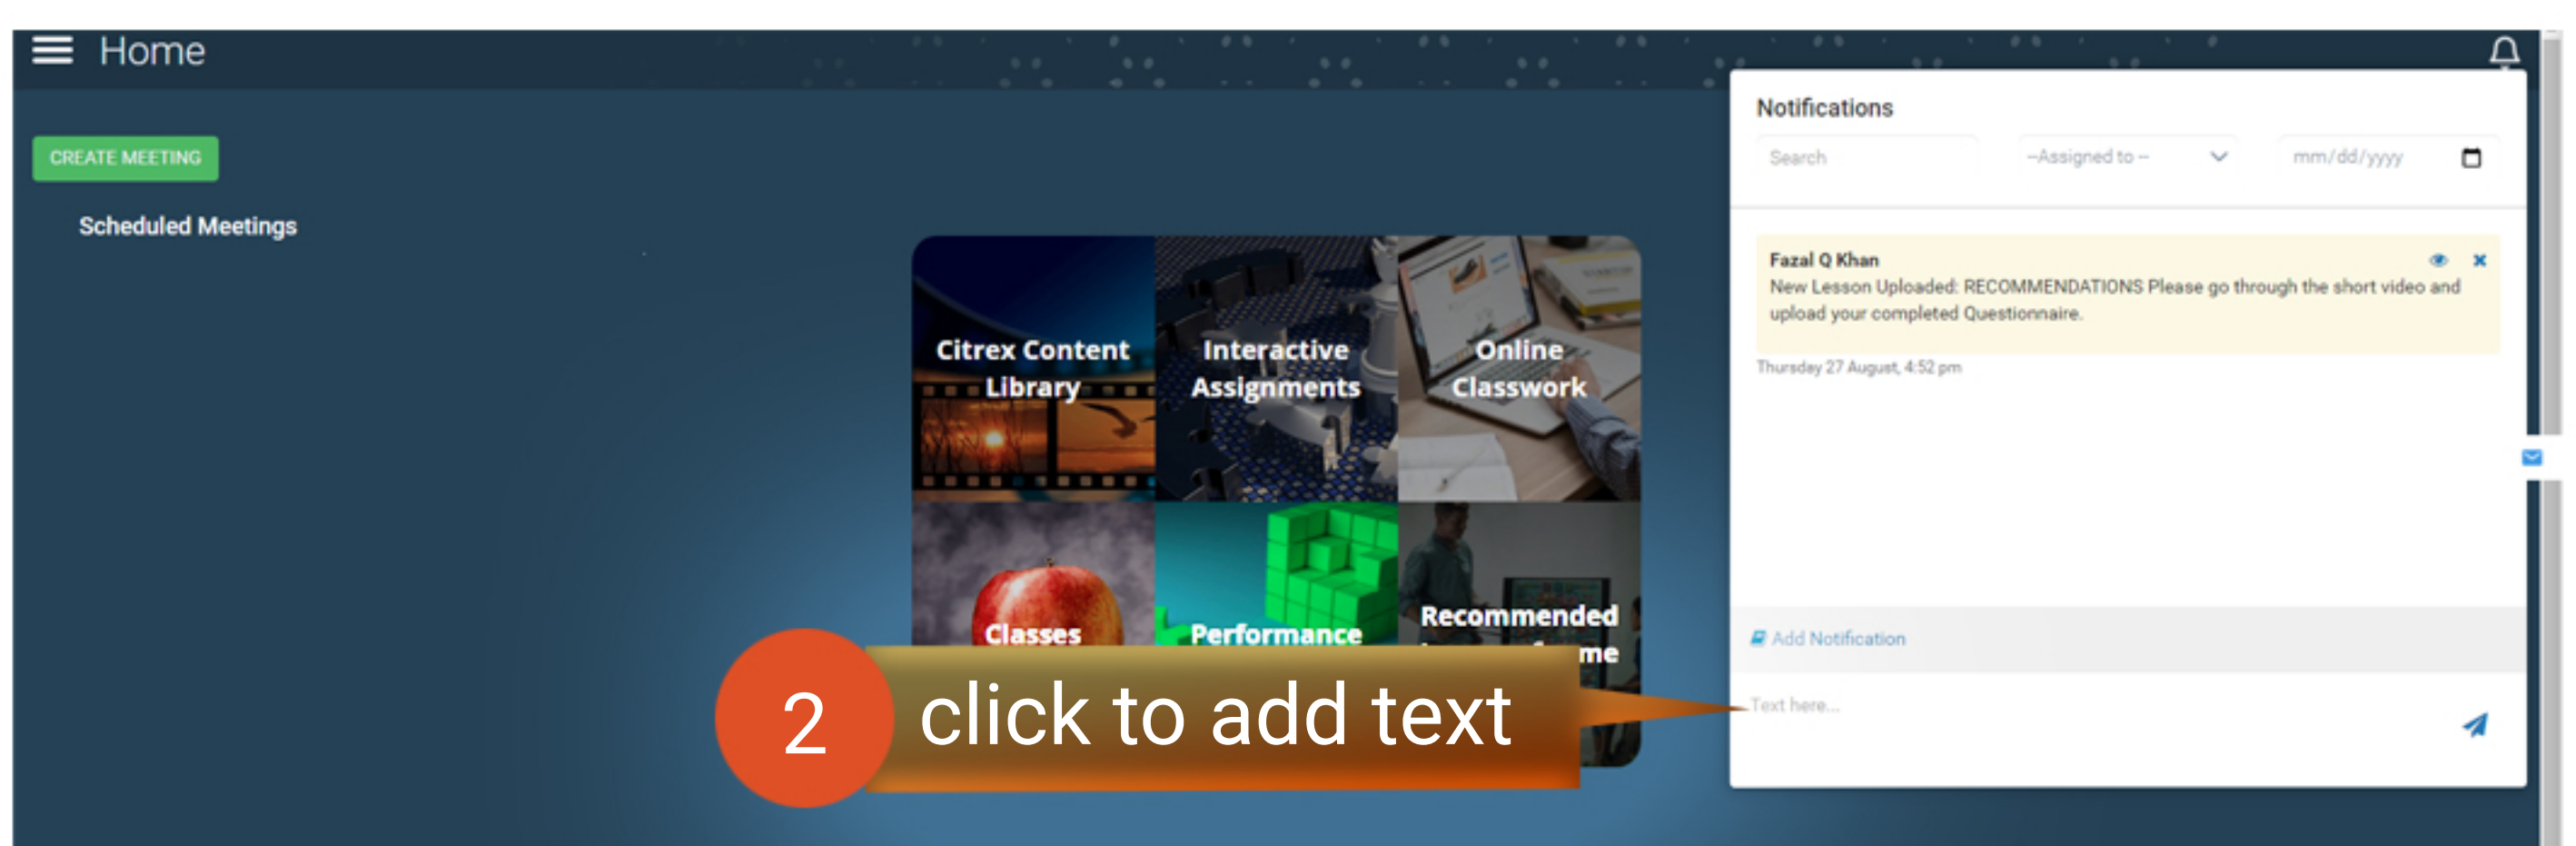 Home
CREATE MEETING
Scheduled Meetings
Citrex Content
Library
Interactive
Assignments
Online
Classwork
Classes
Performance
Recommended
me
2
click to add text
Notifications
Search
--Assigned to --
mm/dd/yyyy
Fazal Q Khan
New Lesson Uploaded: RECOMMENDATIONS Please go through the short video and
upload your completed Questionnaire.
Thursday 27 August, 4:52 pm
Add Notification
Text here...